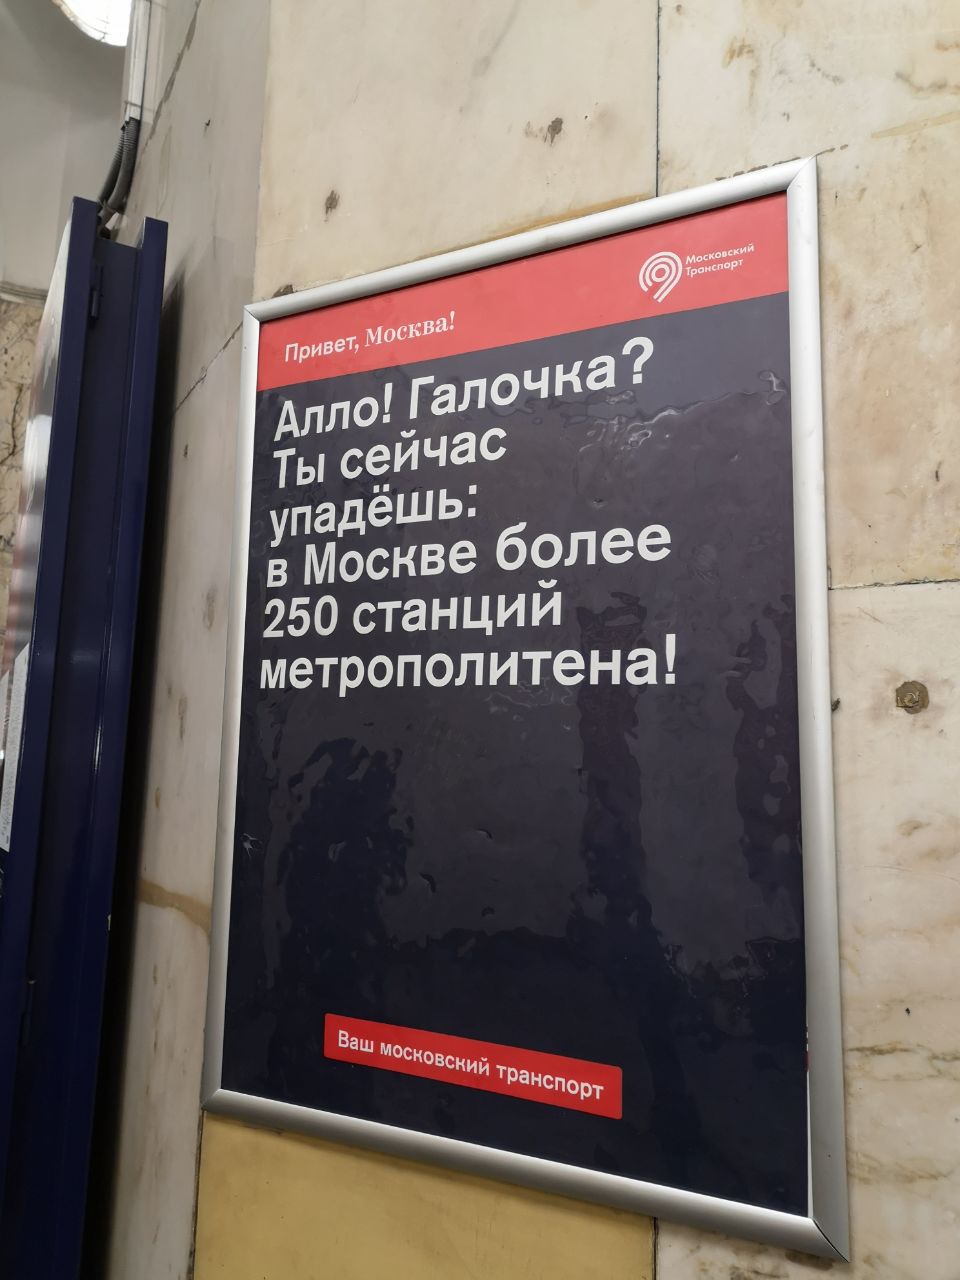 Московский
Транспорт
Привет, Москва!
Алло! Галочка?
Ты сейчас
упадёшь:
в Москве более
250 станций
метрополитена!
Ваш московский транспорт